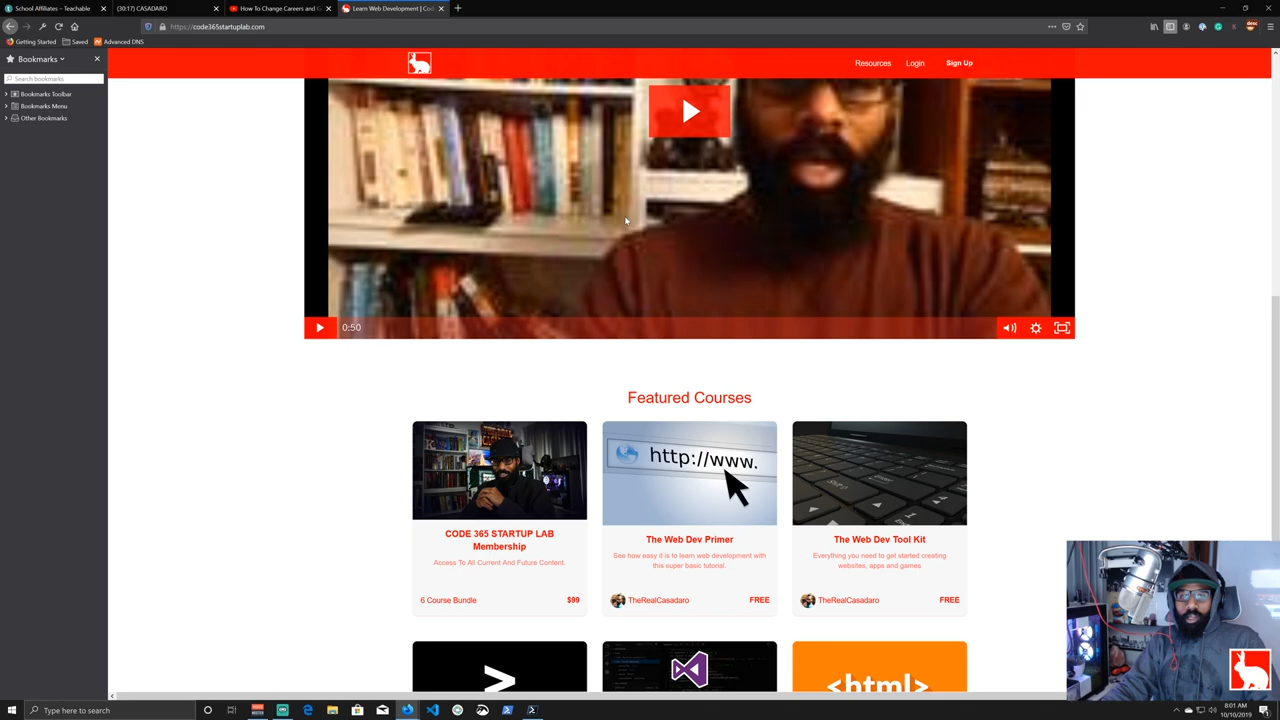 School Affiliates – Teachable
(30:17) CASADARO
How To Change Careers and G
Learn Web Development | Cod
https://code365startuplab.com
Getting Started
Saved
Advanced DNS
Bookmarks
Search bookmarks
Bookmarks Toolbar
Bookmarks Menu
Other Bookmarks
Resources
Login
Sign Up
0:50
Featured Courses
http://www.
CODE 365 STARTUP LAB
Membership
Access To All Current And Future Content.
6 Course Bundle
$99
The Web Dev Primer
See how easy it is to learn web development with
this super basic tutorial.
TheRealCasadaro
FREE
The Web Dev Tool Kit
Everything you need to get started creating
websites, apps and games
TheRealCasadaro
FREE
>
<html>
Type here to search
8:01 AM
10/10/2019